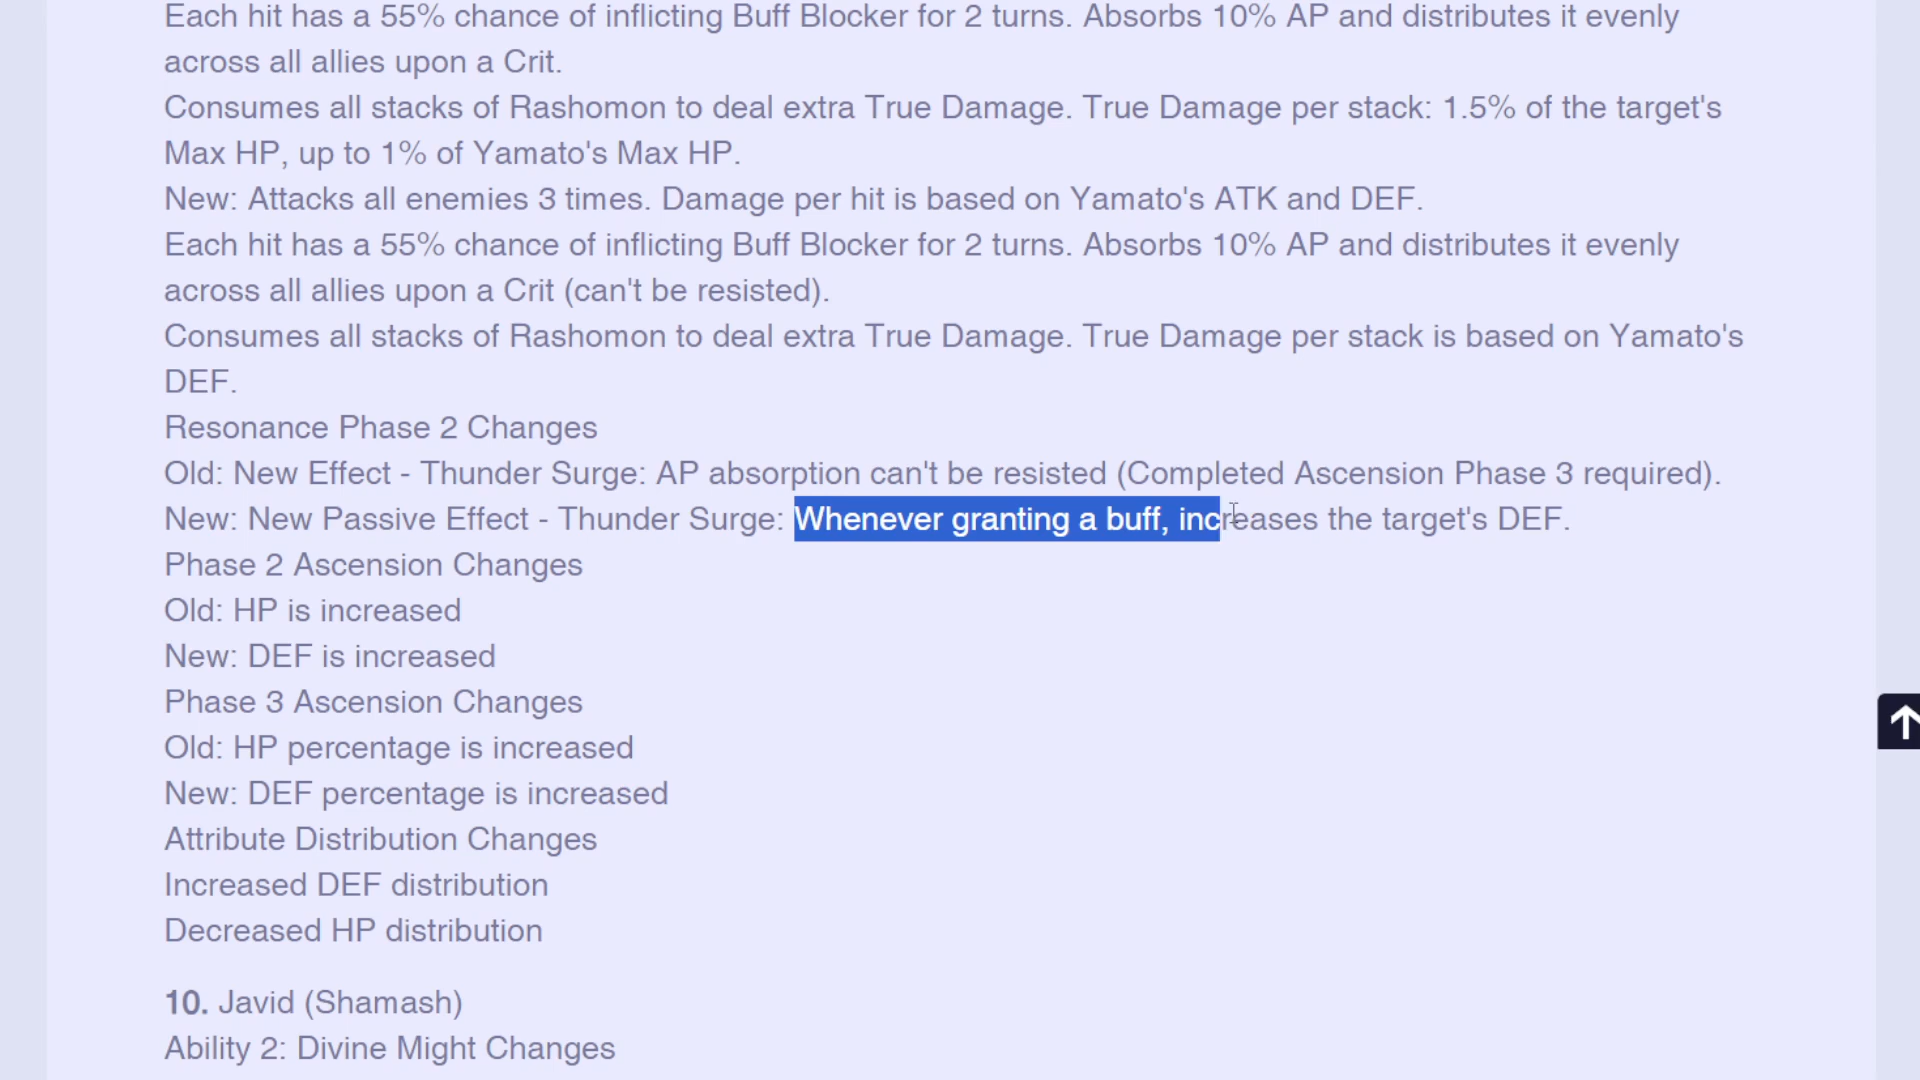 Each hit has a 55% chance of inflicting Buff Blocker for 2 turns. Absorbs 10% AP and distributes it evenly
across all allies upon a Crit.
Consumes all stacks of Rashomon to deal extra True Damage. True Damage per stack: 1.5% of the target's
Max HP, up to 1% of Yamato's Max HP.
New: Attacks all enemies 3 times. Damage per hit is based on Yamato's ATK and DEF.
Each hit has a 55% chance of inflicting Buff Blocker for 2 turns. Absorbs 10% AP and distributes it evenly
across all allies upon a Crit (can't be resisted).
Consumes all stacks of Rashomon to deal extra True Damage. True Damage per stack is based on Yamato's
DEF.
Resonance Phase 2 Changes
Old: New Effect - Thunder Surge: AP absorption can't be resisted (Completed Ascension Phase 3 required).
New: New Passive Effect - Thunder Surge: Whenever granting a buff, increases the target's DEF.
Phase 2 Ascension Changes
Old: HP is increased
New: DEF is increased
Phase 3 Ascension Changes
Old: HP percentage is increased
New: DEF percentage is increased
Attribute Distribution Changes
Increased DEF distribution
Decreased HP distribution
10. Javid (Shamash)
Ability 2: Divine Might Changes